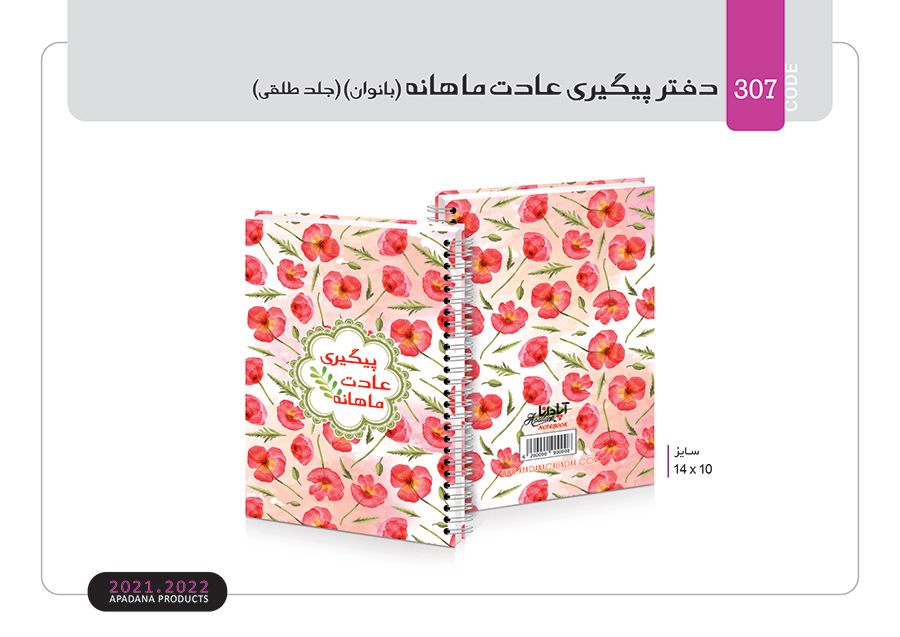 دفتر پیگیری عادت ماهانه (بانوان) (جلد طلقی)
307
CODE
پیگیری
عادت
ماهانه
آپادانا
Apadana
NOTEBOOK
سایز
14 x 10
2021.2022
APADANA PRODUCTS